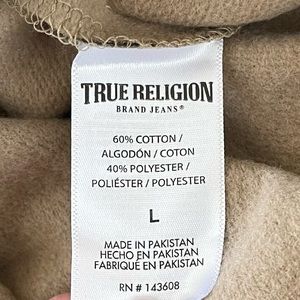 TRUE RELIGION
BRAND JEANS®
60% COTTON /
ALGODÓN / COTON
40% POLYESTER /
POLIÉSTER / POLYESTER
L
MADE IN PAKISTAN
HECHO EN PAKISTAN
FABRIQUÉ EN PAKISTAN
RN # 143608